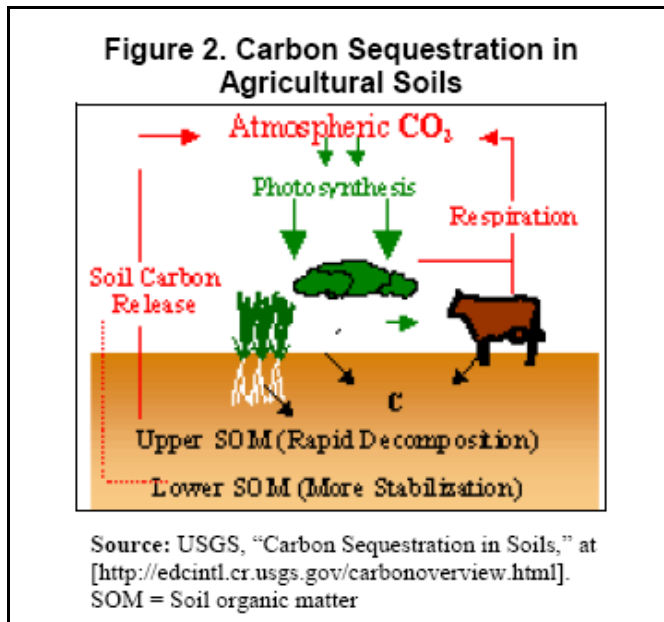 Figure 2. Carbon Sequestration in
Agricultural Soils
Atmospheric CO₂
Photosynthesis
Respiration
Soil Carbon
Release
C
Upper SOM (Rapid Decomposition)
Lower SOM (More Stabilization)
Source: USGS, “Carbon Sequestration in Soils,” at
[http://edcintl.cr.usgs.gov/carbonoverview.html].
SOM = Soil organic matter